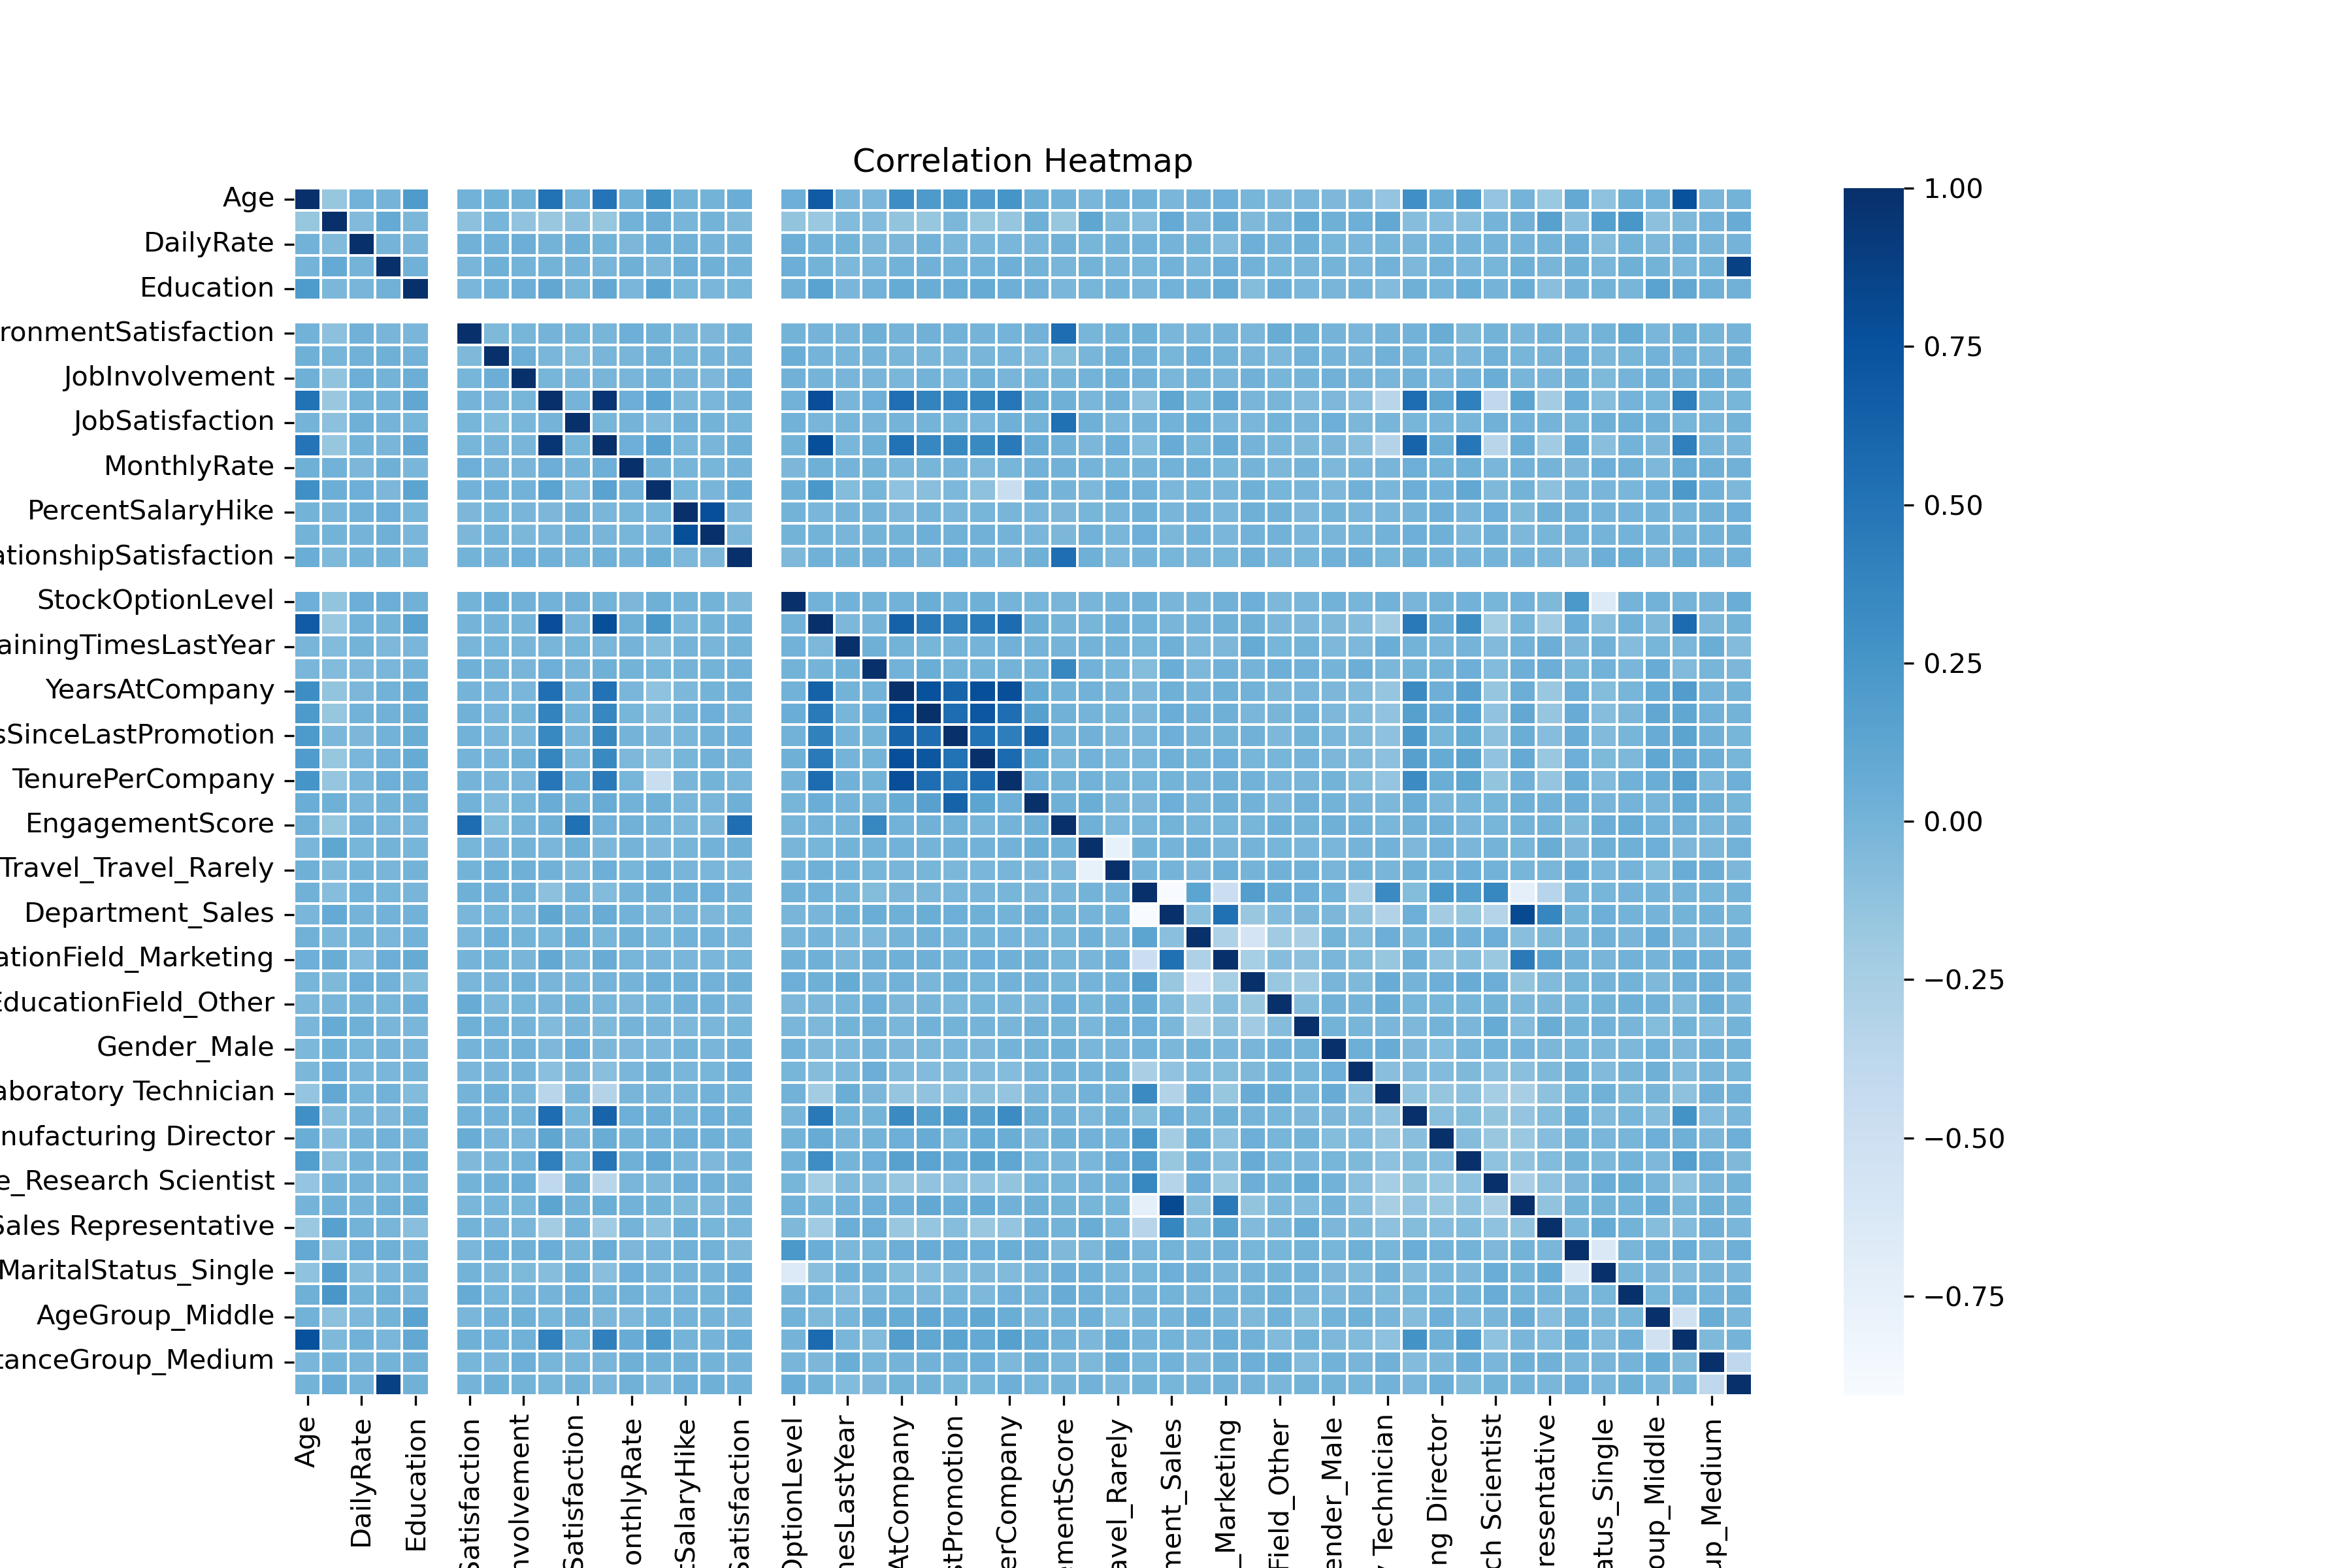 Correlation Heatmap
Age
DailyRate
Education
ronmentSatisfaction
JobInvolvement
JobSatisfaction
MonthlyRate
PercentSalaryHike
ationshipSatisfaction
StockOptionLevel
ainingTimesLastYear
YearsAtCompany
sSinceLastPromotion
TenurePerCompany
EngagementScore
Travel_Travel_Rarely
Department_Sales
ationField_Marketing
EducationField_Other
Gender_Male
aboratory Technician
nufacturing Director
e_Research Scientist
Sales Representative
MaritalStatus_Single
AgeGroup_Middle
tanceGroup_Medium
Age
DailyRate
Education
Satisfaction
nvolvement
Satisfaction
onthlyRate
tSalaryHike
Satisfaction
OptionLevel
nesLastYear
AtCompany
stPromotion
erCompany
ementScore
avel_Rarely
ment_Sales
_Marketing
Field_Other
ender_Male
Technician
ng Director
ch Scientist
resentative
atus_Single
oup_Middle
up_Medium
1.00
0.75
0.50
0.25
0.00
−0.25
−0.50
−0.75